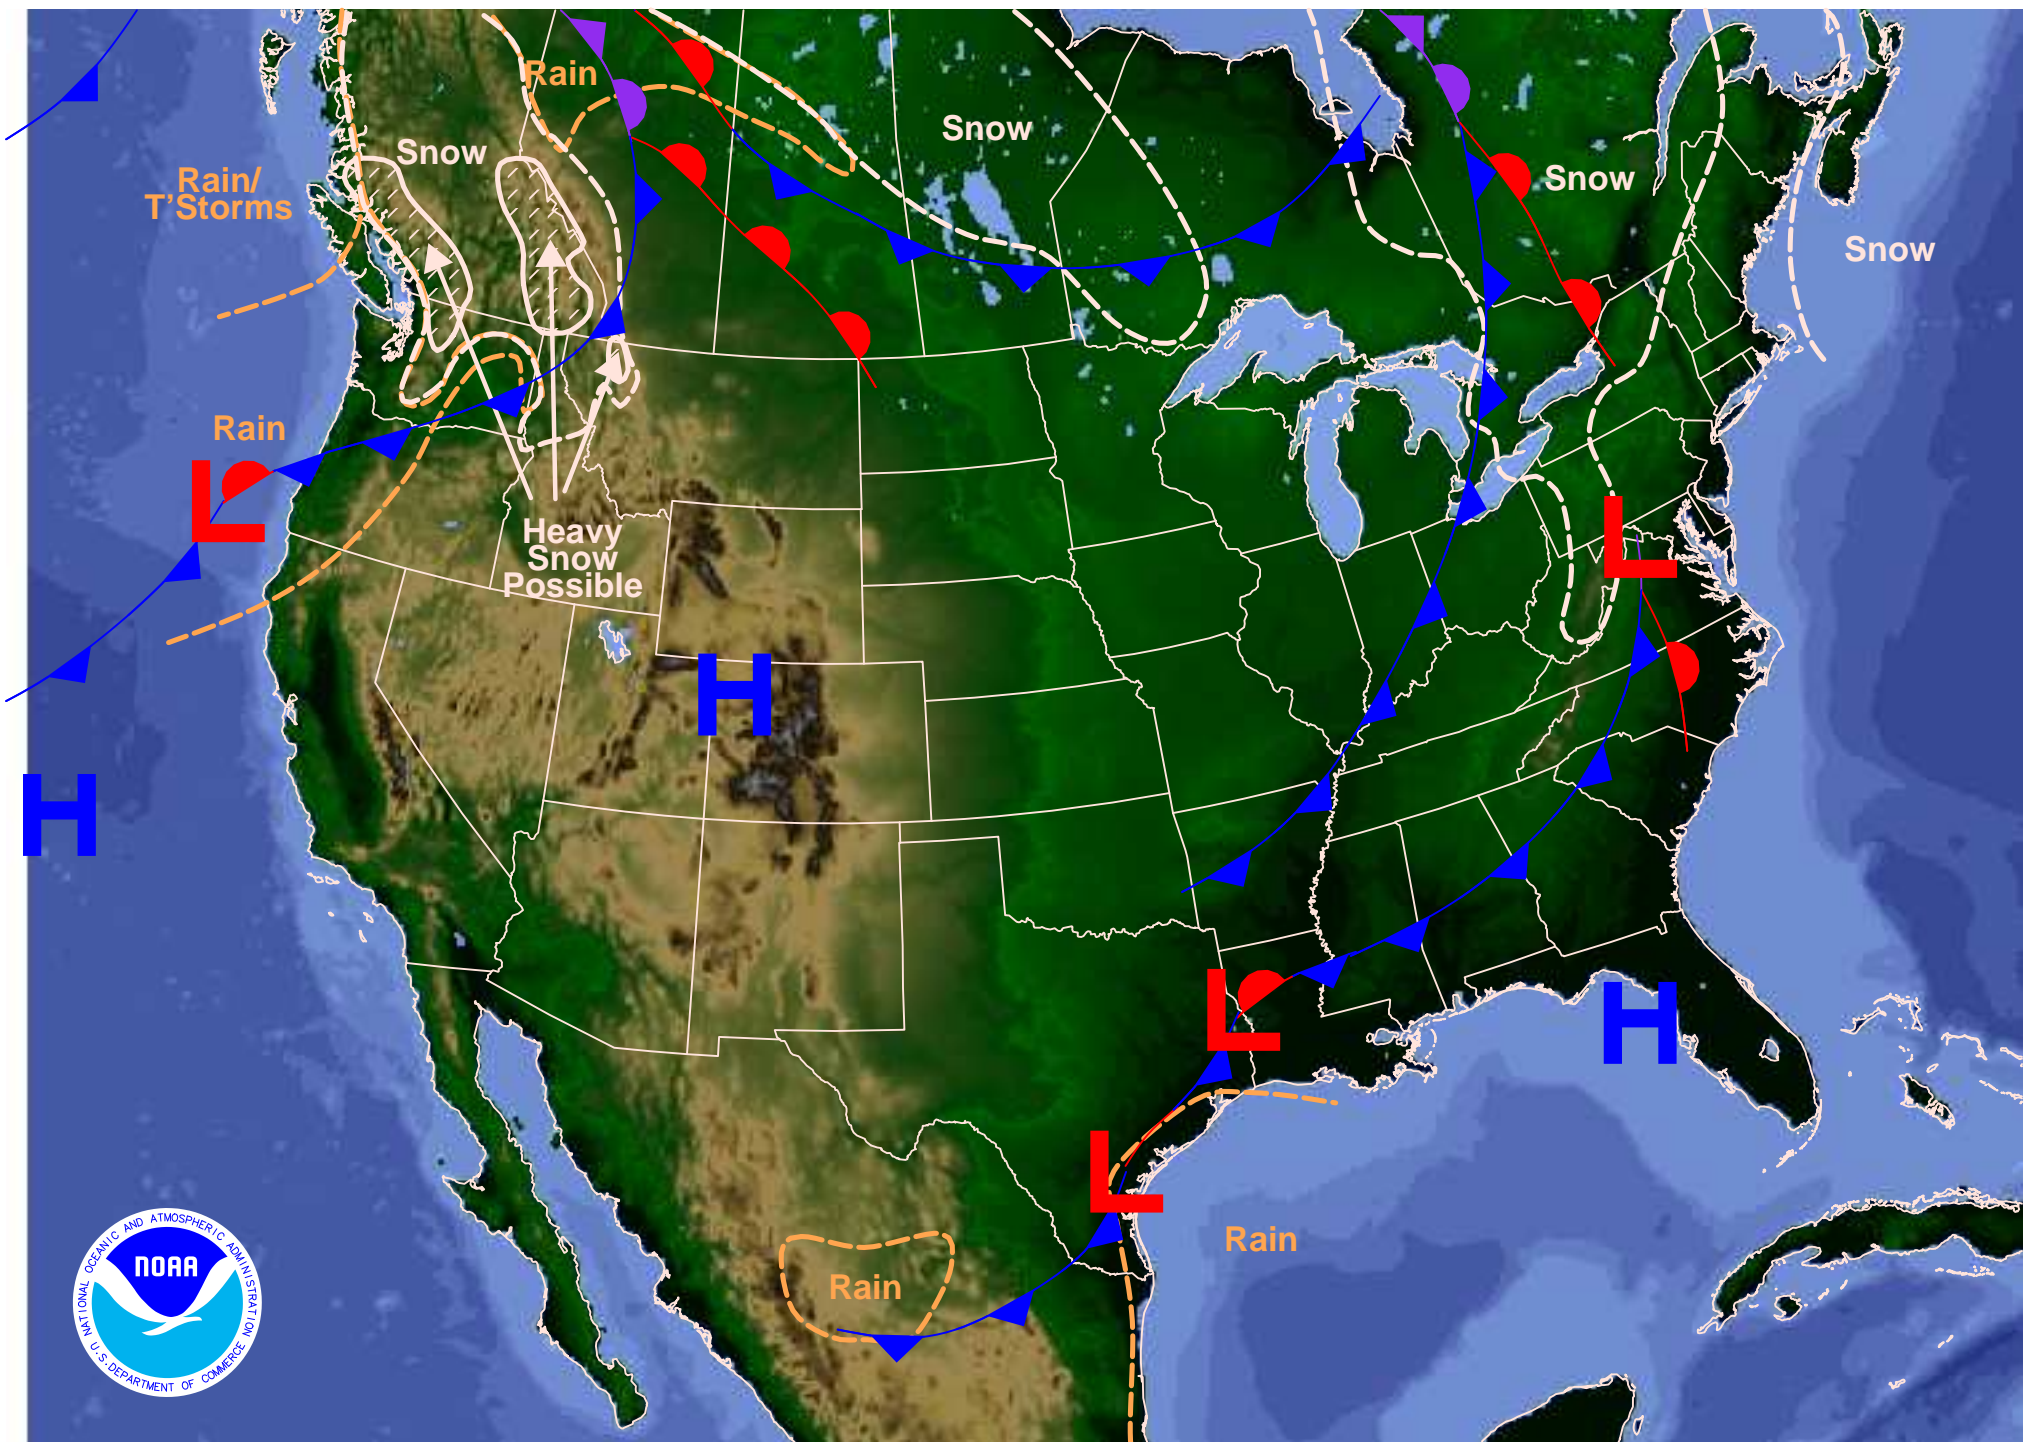 Rain
Snow
Snow
Rain/
T'Storms
Snow
Snow
Rain
Heavy
Snow
Possible
H
L
L
H
H
L
H
L
Rain
Rain
NATIONAL OCEANIC AND ATMOSPHERIC ADMINISTRATION
NOAA
U.S. DEPARTMENT OF COMMERCE